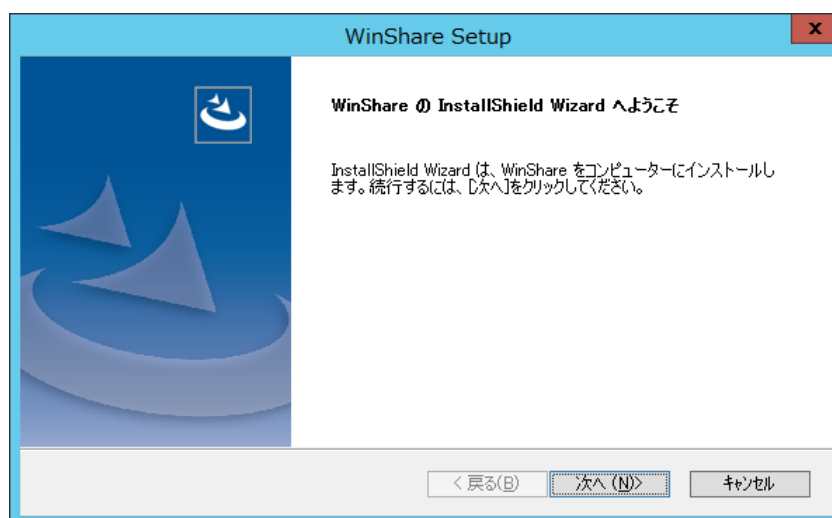 WinShare Setup
x
WinShare の InstallShield Wizard へようこそ
InstallShield Wizard は、WinShare をコンピューターにインストールし
ます。続行するには、[次へ]をクリックしてください。
< 戻る(B)
次へ (N)>
キャンセル